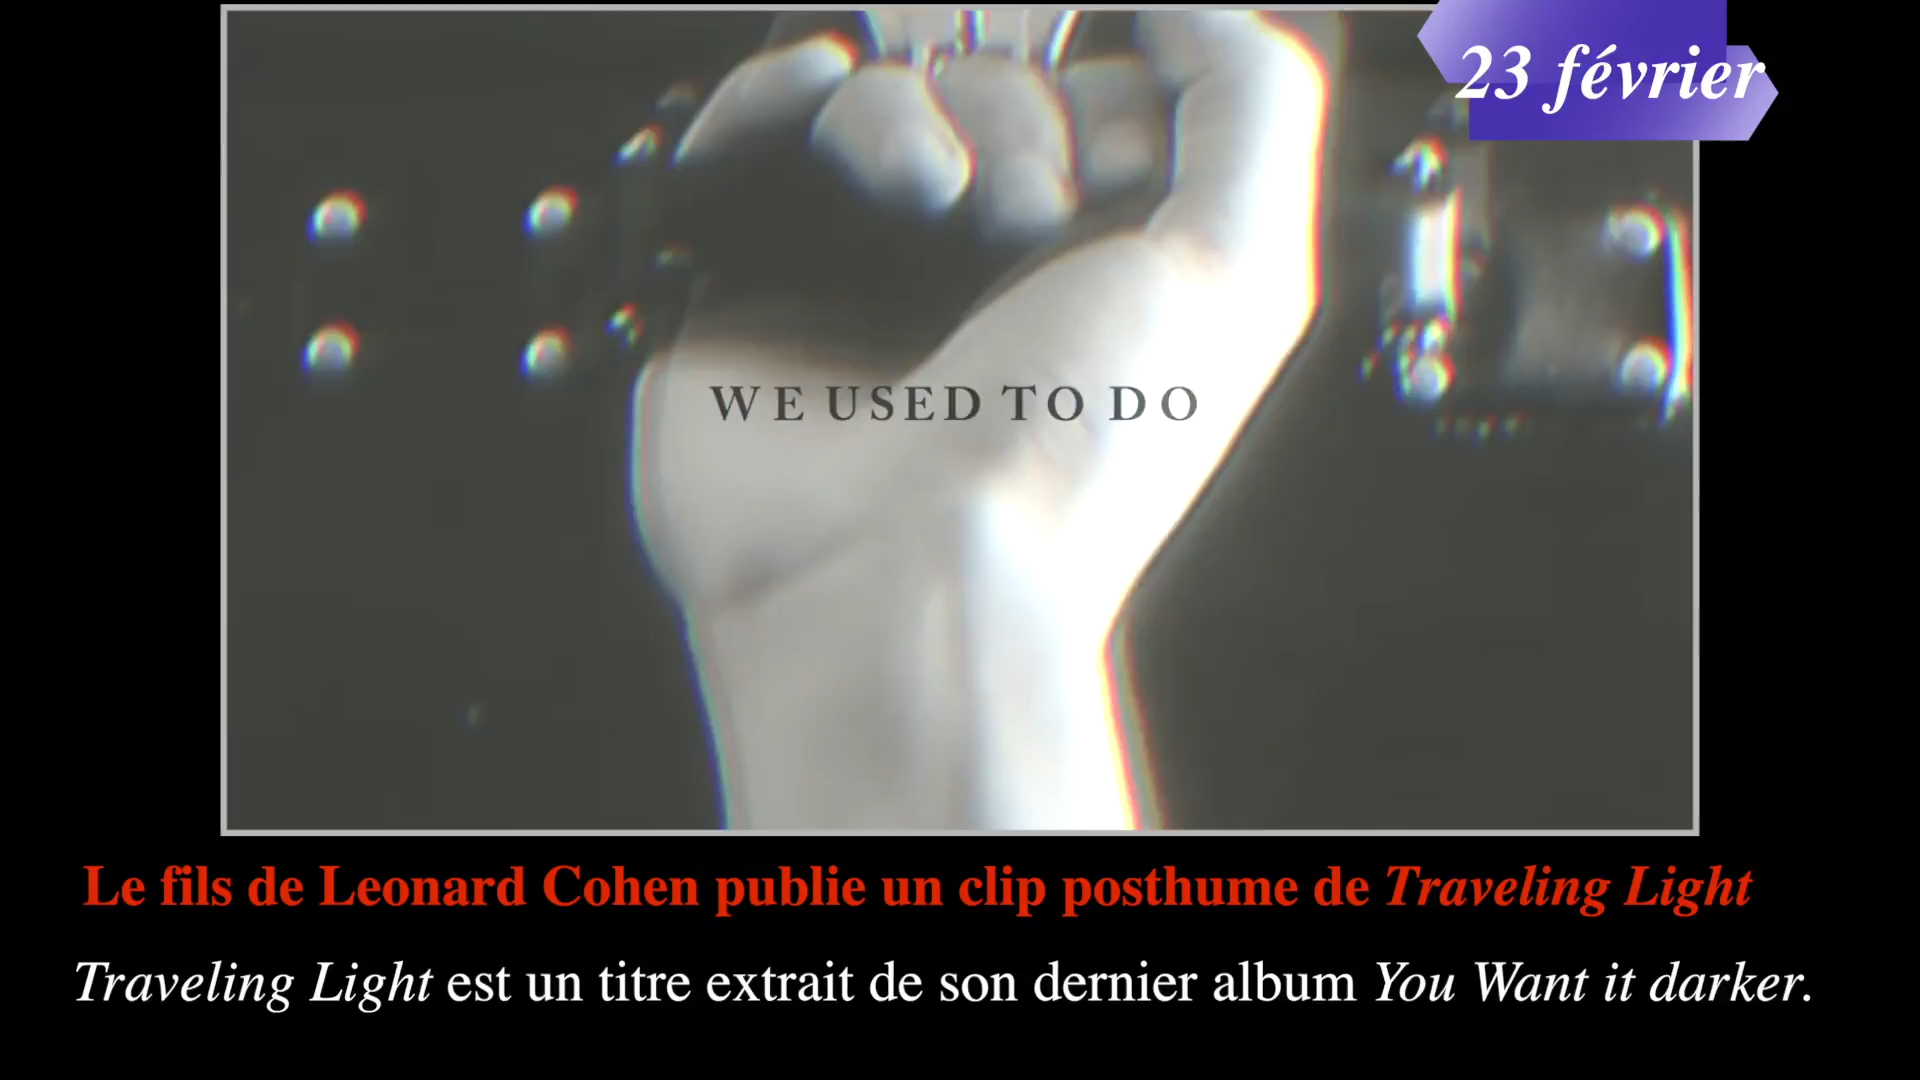 23 février
WE USED TO DO
Le fils de Leonard Cohen publie un clip posthume de Traveling Light
Traveling Light est un titre extrait de son dernier album You Want it darker.